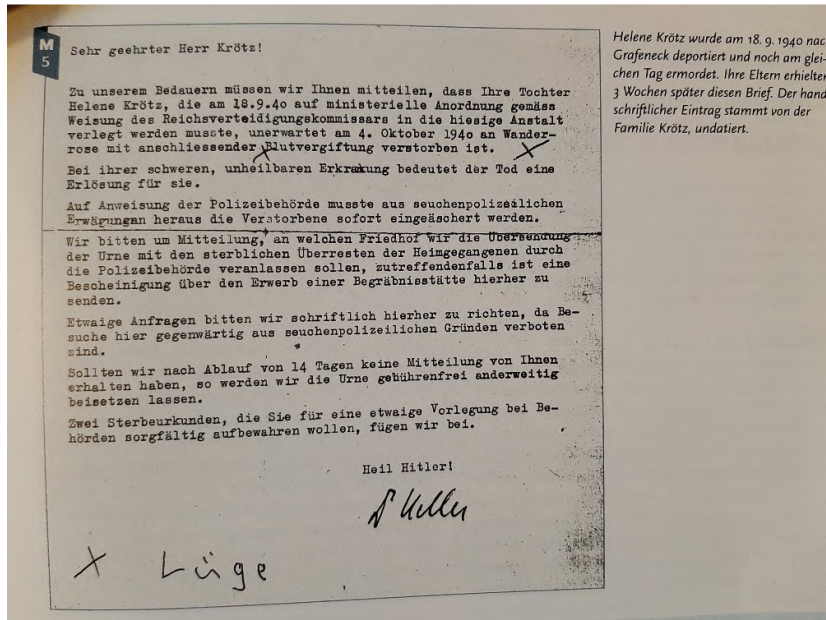 M
5
Sehr geehrter Herr Krötz!
Zu unserem Bedauern müssen wir Ihnen mitteilen, dass Ihre Tochter
Helene Krötz, die am 18.9.40 auf ministerielle Anordnung gemäss
Weisung des Reichsverteidigungskommissars in die hiesige Anstalt
verlegt werden musste, unerwartet am 4. Oktober 1940 an Wander-
rose mit anschliessender Blutvergiftung verstorben ist. X
X
Bei ihrer schweren, unheilbaren Erkrakung bedeutet der Tod eine
Erlösung für sie.
Auf Anweisung der Polizeibehörde musste aus seuchenpolizeilichen
Erwägungan heraus die Verstorbene sofort eingeäschert werden.
Wir bitten um Mitteilung, an welchen Friedhof wir die Übersendung
der Urne mit den sterblichen Überresten der Heimgegangenen durch
die Polizeibehörde veranlassen sollen, zutreffendenfalls ist eine
Bescheinigung über den Erwerb einer Begräbnisstätte hierher zu
senden.
Etwaige Anfragen bitten wir schriftlich hierher zu richten, da Be-
suche hier gegenwärtig aus seuchenpolizeilichen Gründen verboten
sind.
Sollten wir nach Ablauf von 14 Tagen keine Mitteilung von Ihnen
erhalten haben, so werden wir die Urne gebührenfrei anderweitig
beisetzen lassen.
Zwei Sterbeurkunden, die Sie für eine etwaige Vorlegung bei Be-
hörden sorgfältig aufbewahren wollen, fügen wir bei.
Heil Hitler!
Dr Keller
X Lüge
Helene Krötz wurde am 18. 9. 1940 nac
Grafeneck deportiert und noch am glei-
chen Tag ermordet. Ihre Eltern erhielten
3 Wochen später diesen Brief. Der hand
schriftlicher Eintrag stammt von der
Familie Krötz, undatiert.